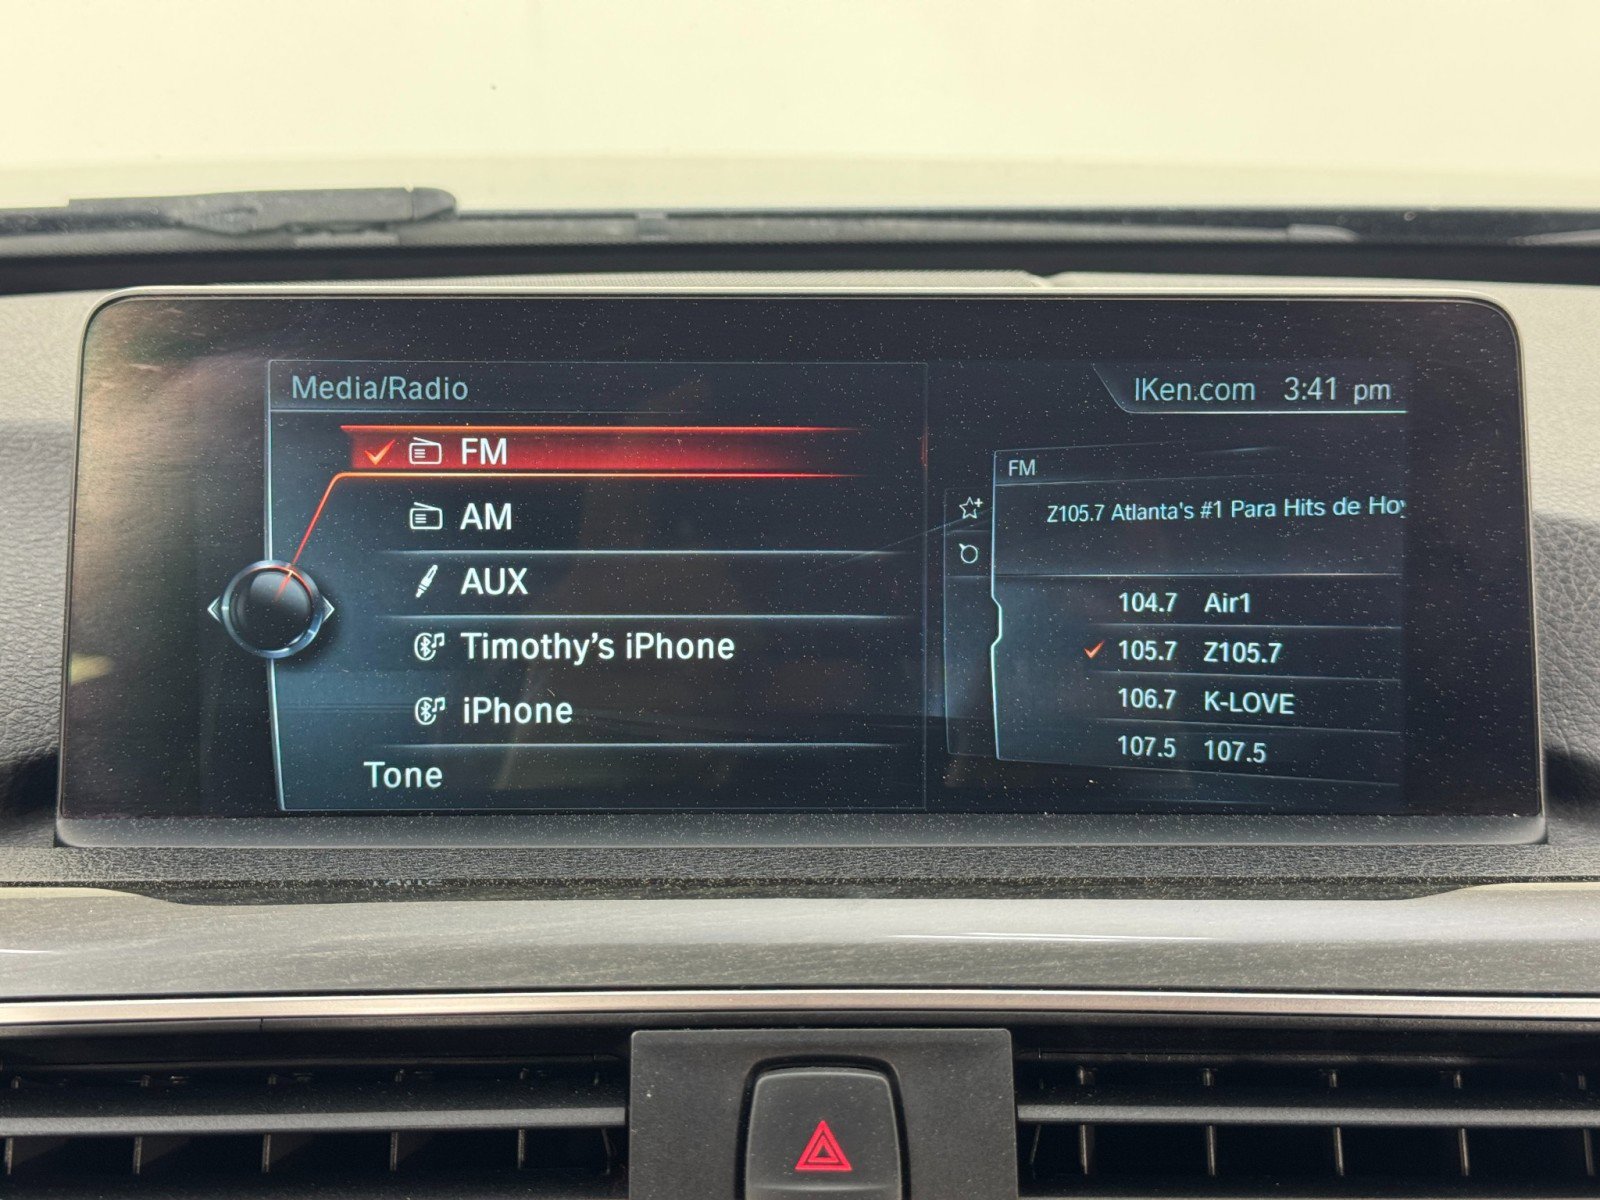 Media/Radio
IKen.com 3:41 pm
FM
AM
AUX
Timothy's iPhone
iPhone
Tone
FM
Z105.7 Atlanta's #1 Para Hits de Hoy
104.7 Air1
105.7 Z105.7
106.7 K-LOVE
107.5 107.5